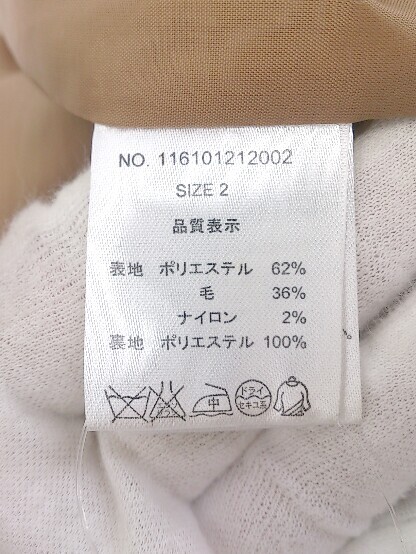 NO. 116101212002
SIZE 2
品質表示
表地 ポリエステル 62%
毛 36%
ナイロン 2%
裏地 ポリエステル 100%
中 ドライ
セキユ系